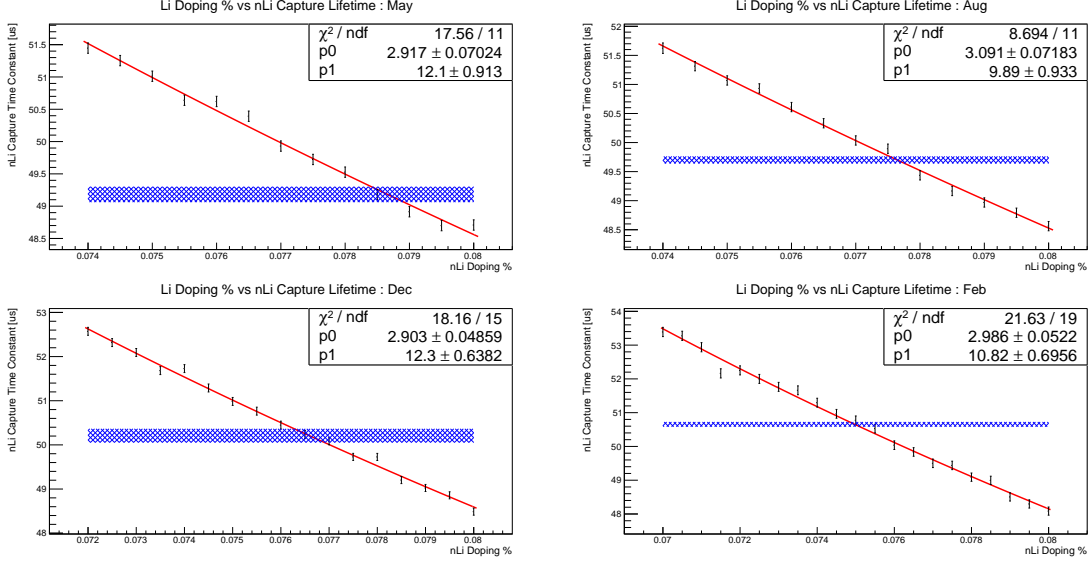 Li Doping % vs nLi Capture Lifetime : May
χ² / ndf 17.56 / 11
p0 2.917 ± 0.07024
p1 12.1 ± 0.913
nLi Capture Time Constant [us]
51.5
51
50.5
50
49.5
49
48.5
0.074 0.075 0.076 0.077 0.078 0.079 0.08
nLi Doping %
Li Doping % vs nLi Capture Lifetime : Aug
χ² / ndf 8.694 / 11
p0 3.091 ± 0.07183
p1 9.89 ± 0.933
nLi Capture Time Constant [us]
52
51.5
51
50.5
50
49.5
49
48.5
0.074 0.075 0.076 0.077 0.078 0.079 0.08
nLi Doping %
Li Doping % vs nLi Capture Lifetime : Dec
χ² / ndf 18.16 / 15
p0 2.903 ± 0.04859
p1 12.3 ± 0.6382
nLi Capture Time Constant [us]
53
52
51
50
49
48
0.072 0.073 0.074 0.075 0.076 0.077 0.078 0.079 0.08
nLi Doping %
Li Doping % vs nLi Capture Lifetime : Feb
χ² / ndf 21.63 / 19
p0 2.986 ± 0.0522
p1 10.82 ± 0.6956
nLi Capture Time Constant [us]
54
53
52
51
50
49
48
0.07 0.072 0.074 0.076 0.078 0.08
nLi Doping %